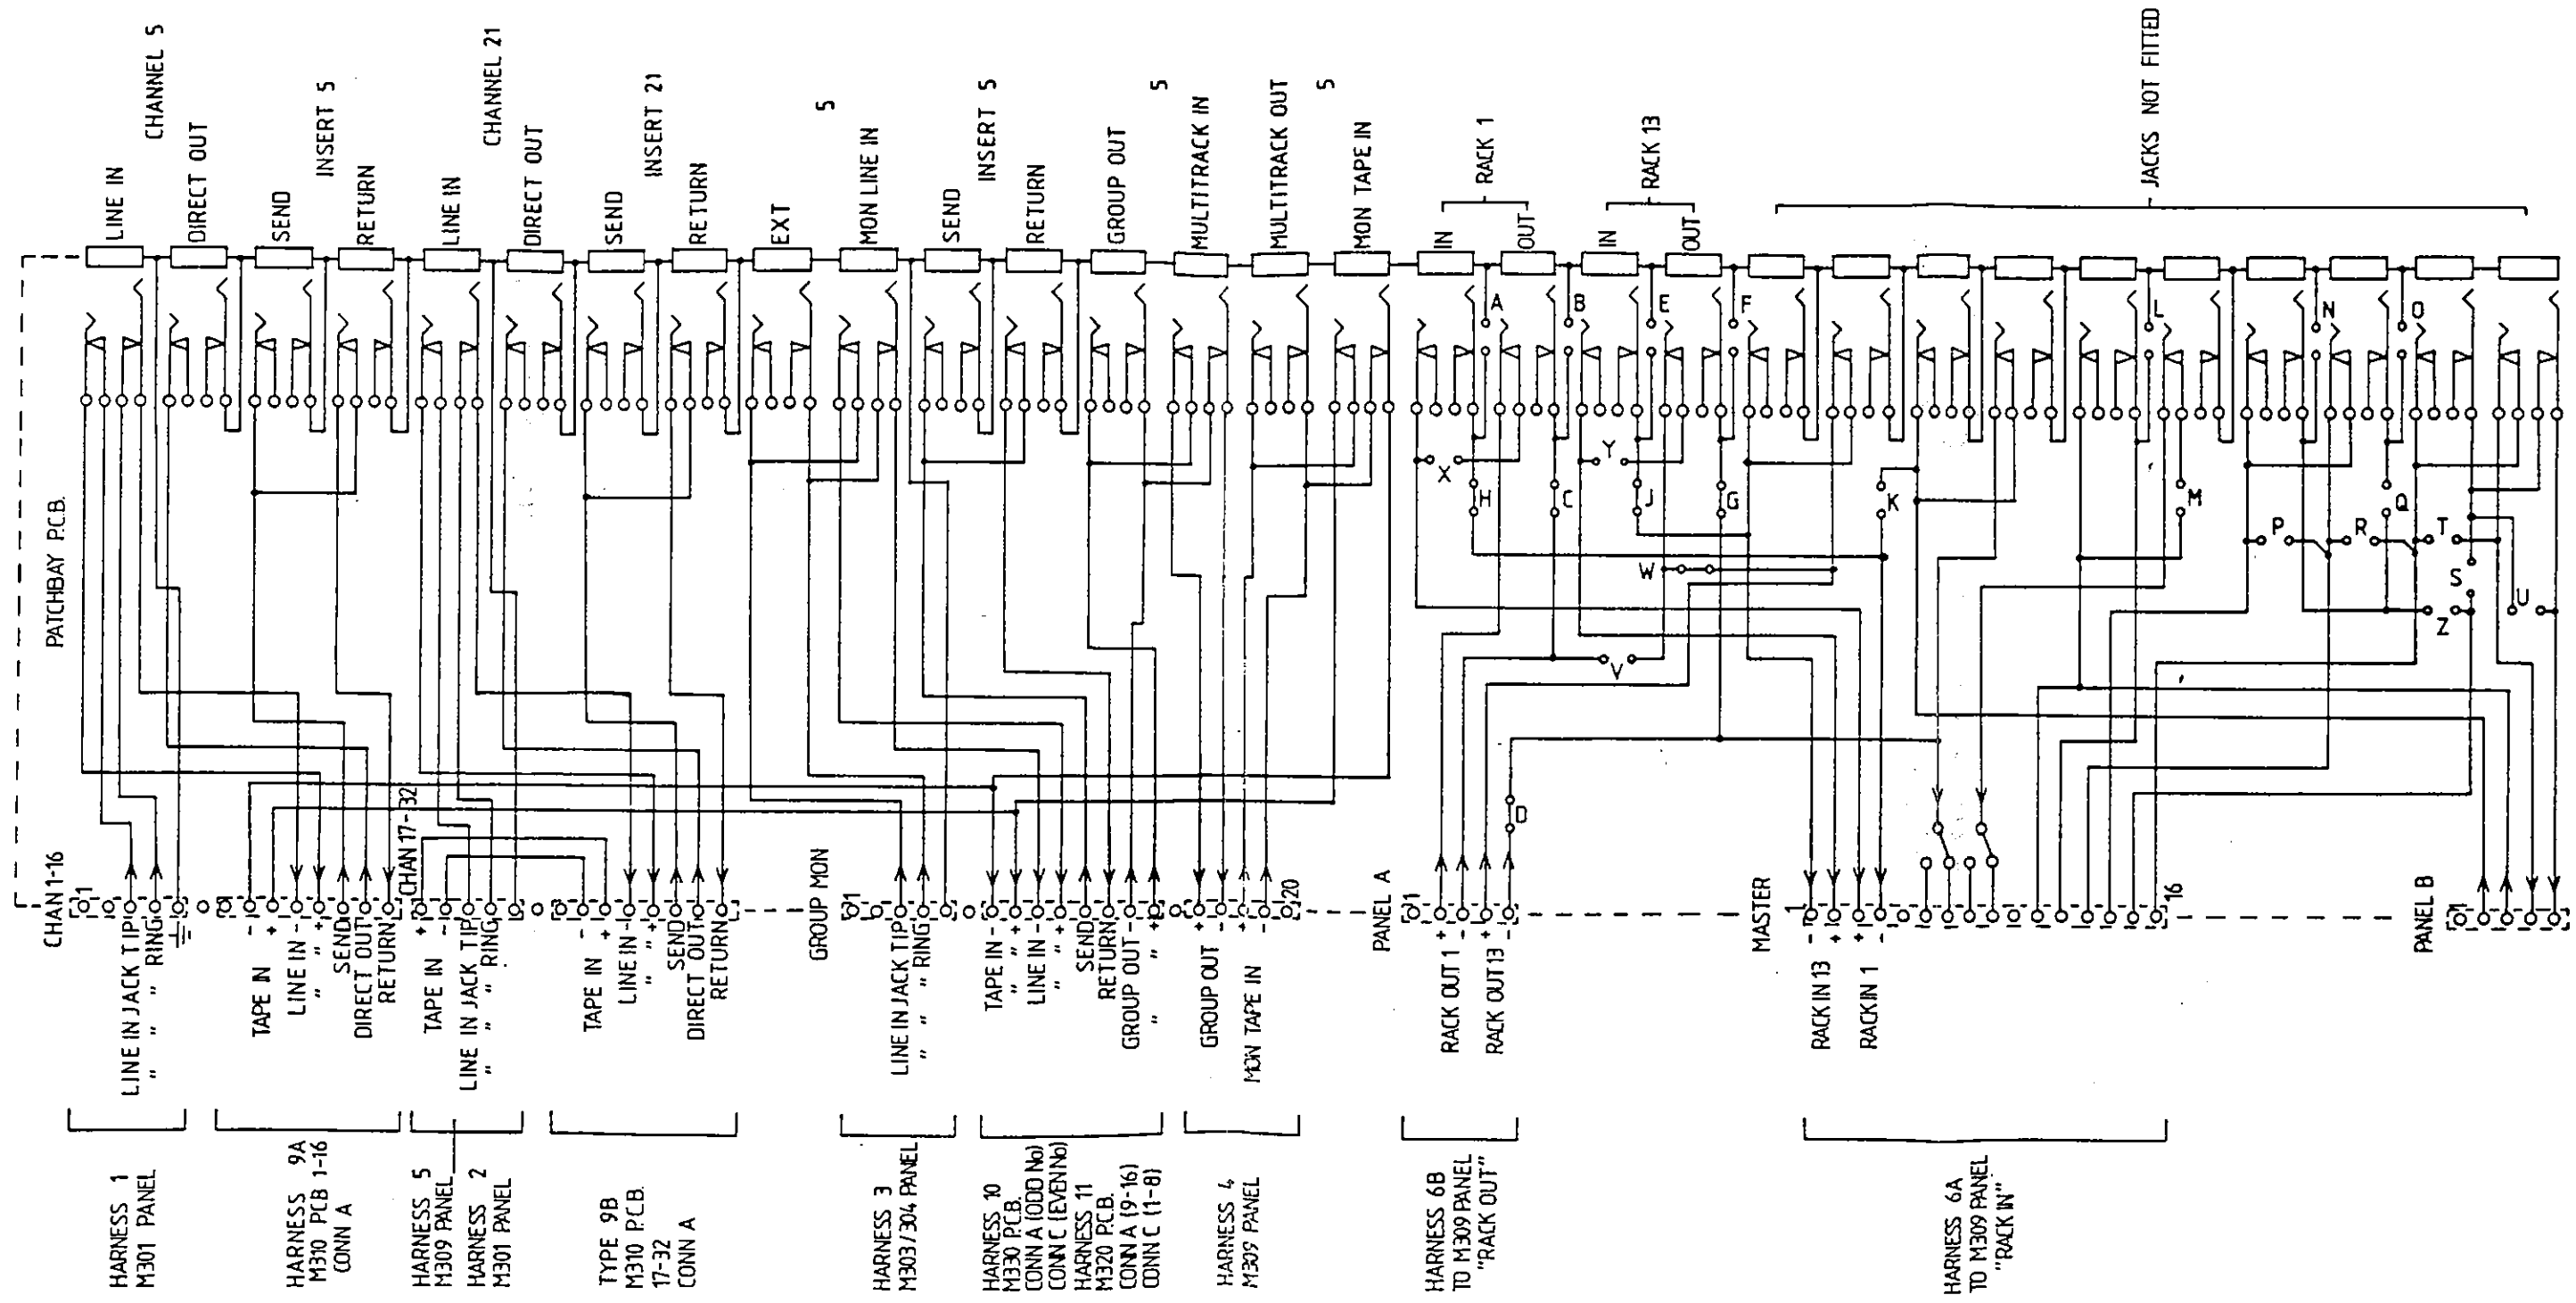 CHANNEL 5
INSERT 5
CHANNEL 21
INSERT 21
5
INSERT 5
5
5
LINE IN
DIRECT OUT
SEND
RETURN
LINE IN
DIRECT OUT
SEND
RETURN
EXT
MON LINE IN
SEND
RETURN
GROUP OUT
MULTITRACK IN
MULTITRACK OUT
MON TAPE IN
IN
OUT
RACK 1
IN
OUT
RACK 13
JACKS NOT FITTED
PATCHBAY P.C.B.
A
B
E
F
L
N
O
X
H
C
Y
J
G
K
M
P
R
Q
T
W
S
U
Z
V
D
CHAN 1-16
1
CHAN 17-32
GROUP MON
1
20
PANEL A
1
MASTER
1
16
PANEL B
1
LINE IN JACK TIP
" " " RING
TAPE IN -
+
LINE IN -
" " +
SEND
DIRECT OUT
RETURN
TAPE IN +
-
LINE IN JACK TIP
" " " RING
TAPE IN -
+
LINE IN -
" " +
SEND
DIRECT OUT
RETURN
LINE IN JACK TIP
" " " RING
TAPE IN -
" " +
LINE IN -
" " +
SEND
RETURN
GROUP OUT -
" " +
GROUP OUT +
-
MON TAPE IN +
-
RACK OUT 1 +
-
RACK OUT 13 +
-
RACK IN 13 -
+
RACK IN 1 +
-
HARNESS 1
M301 PANEL
HARNESS 9A
M310 PCB 1-16
CONN A
HARNESS 5
M309 PANEL
HARNESS 2
M301 PANEL
TYPE 9B
M310 P.C.B.
17-32
CONN A
HARNESS 3
M303/304 PANEL
HARNESS 10
M330 P.C.B.
CONN A (ODD No)
CONN C (EVEN No)
HARNESS 11
M320 P.C.B.
CONN A (9-16)
CONN C (1-8)
HARNESS 4
M309 PANEL
HARNESS 6B
TO M309 PANEL
"RACK OUT"
HARNESS 6A
TO M309 PANEL
"RACK IN"